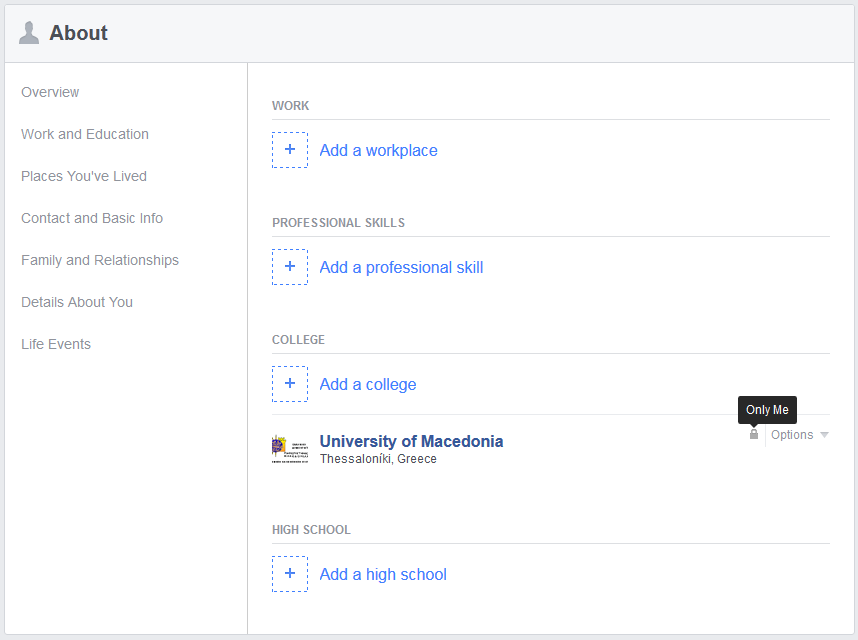 About
Overview
Work and Education
Places You've Lived
Contact and Basic Info
Family and Relationships
Details About You
Life Events
WORK
+ Add a workplace
PROFESSIONAL SKILLS
+ Add a professional skill
COLLEGE
+ Add a college
Only Me
University of Macedonia
Options
Thessaloníki, Greece
HIGH SCHOOL
+ Add a high school